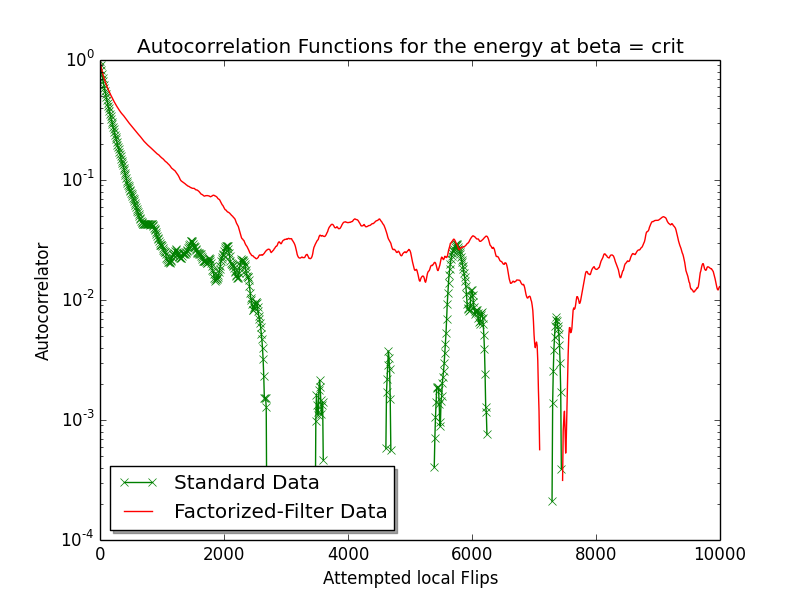 Autocorrelation Functions for the energy at beta = crit
10^0
10^-1
10^-2
10^-3
10^-4
Autocorrelator
Standard Data
Factorized-Filter Data
0 2000 4000 6000 8000 10000
Attempted local Flips